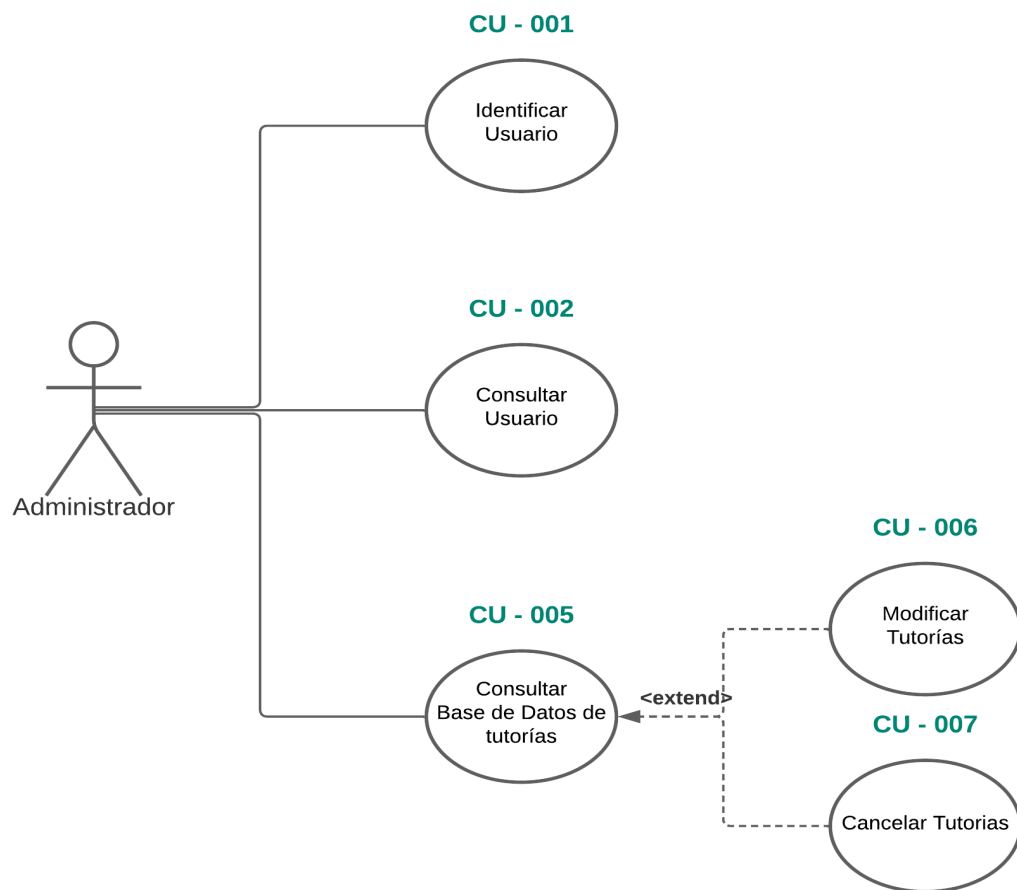 CU - 001
Identificar
Usuario
CU - 002
Consultar
Usuario
Administrador
CU - 005
Consultar
Base de Datos de
tutorías
<extend>
CU - 006
Modificar
Tutorías
CU - 007
Cancelar Tutorias